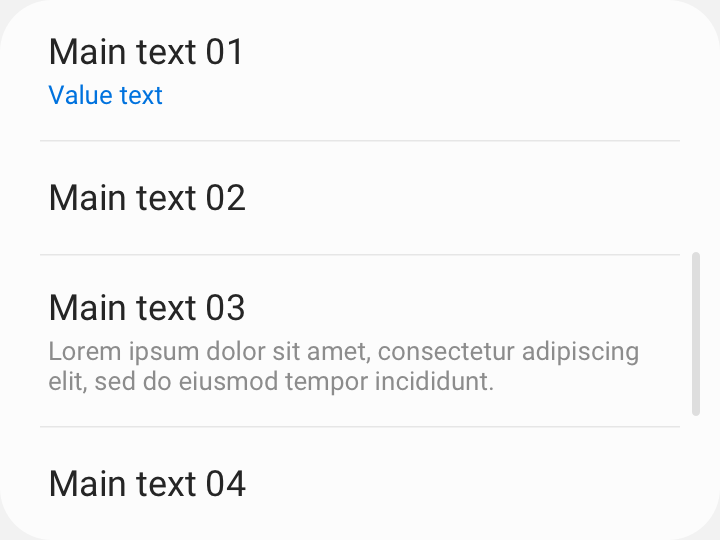 Main text 01
Value text
Main text 02
Main text 03
Lorem ipsum dolor sit amet, consectetur adipiscing
elit, sed do eiusmod tempor incididunt.
Main text 04